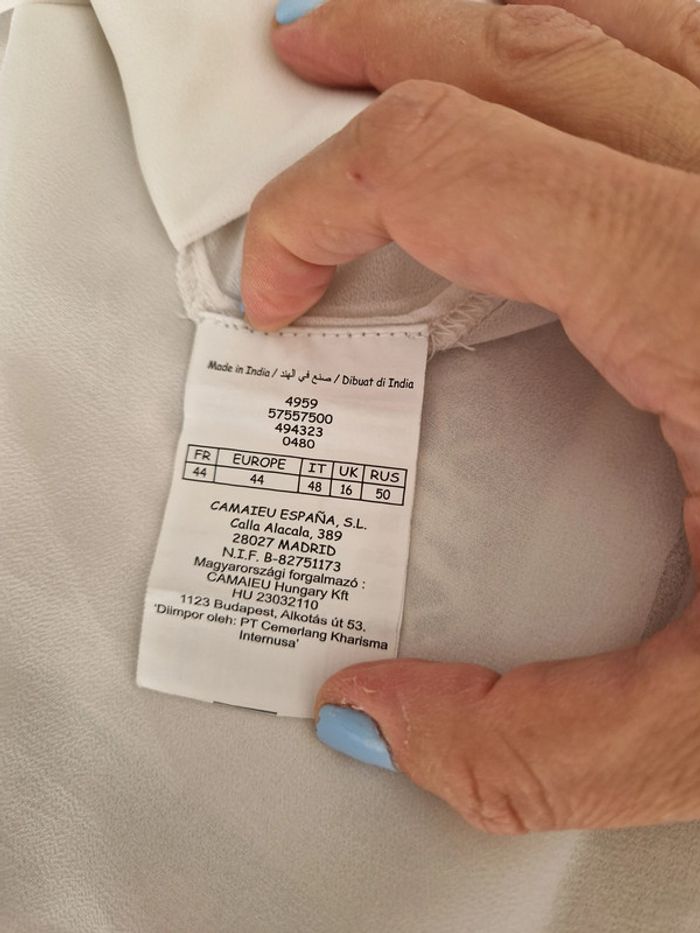 Made in India / صنع في الهند / Dibuat di India
4959
57557500
494323
0480
FR EUROPE IT UK RUS
44 44 48 16 50
CAMAIEU ESPAÑA, S.L.
Calla Alacala, 389
28027 MADRID
N.I.F. B-82751173
Magyarországi forgalmazó :
CAMAIEU Hungary Kft
HU 23032110
1123 Budapest, Alkotás út 53.
'Diimpor oleh: PT Cemerlang Kharisma
Internusa'